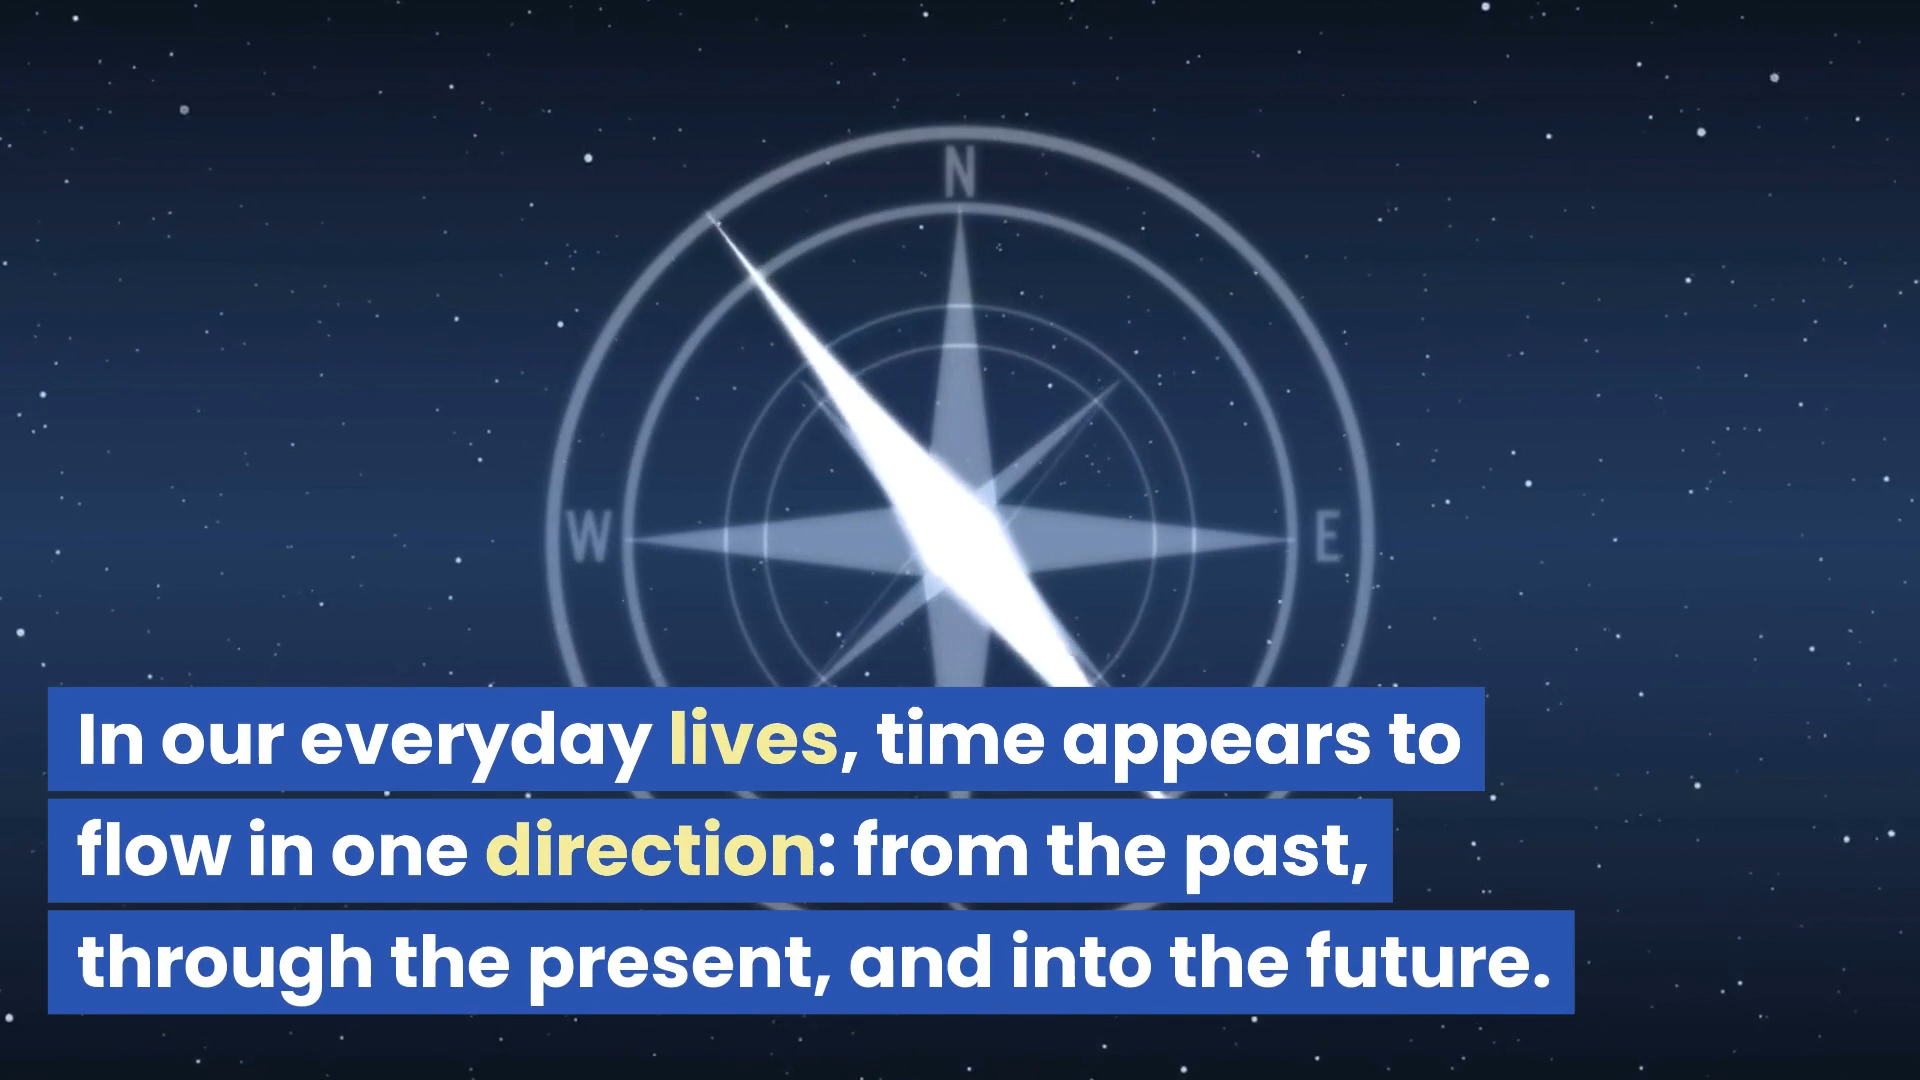 N
W
E
In our everyday lives, time appears to
flow in one direction: from the past,
through the present, and into the future.